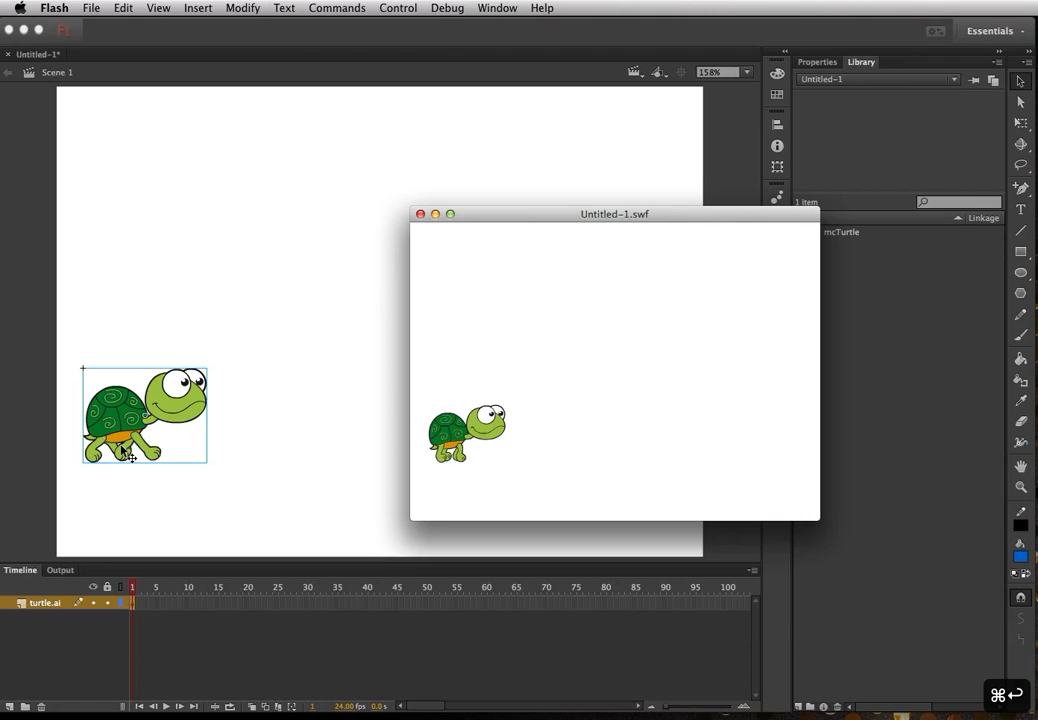 Flash File Edit View Insert Modify Text Commands Control Debug Window Help
Fl Essentials
× Untitled-1*
Scene 1 158%
Properties Library
Untitled-1
1 item
Linkage
mcTurtle
Untitled-1.swf
Timeline Output
1 5 10 15 20 25 30 35 40 45 50 55 60 65 70 75 80 85 90 95 100
turtle.ai
1 24.00 fps 0.0 s
T
⌘↩